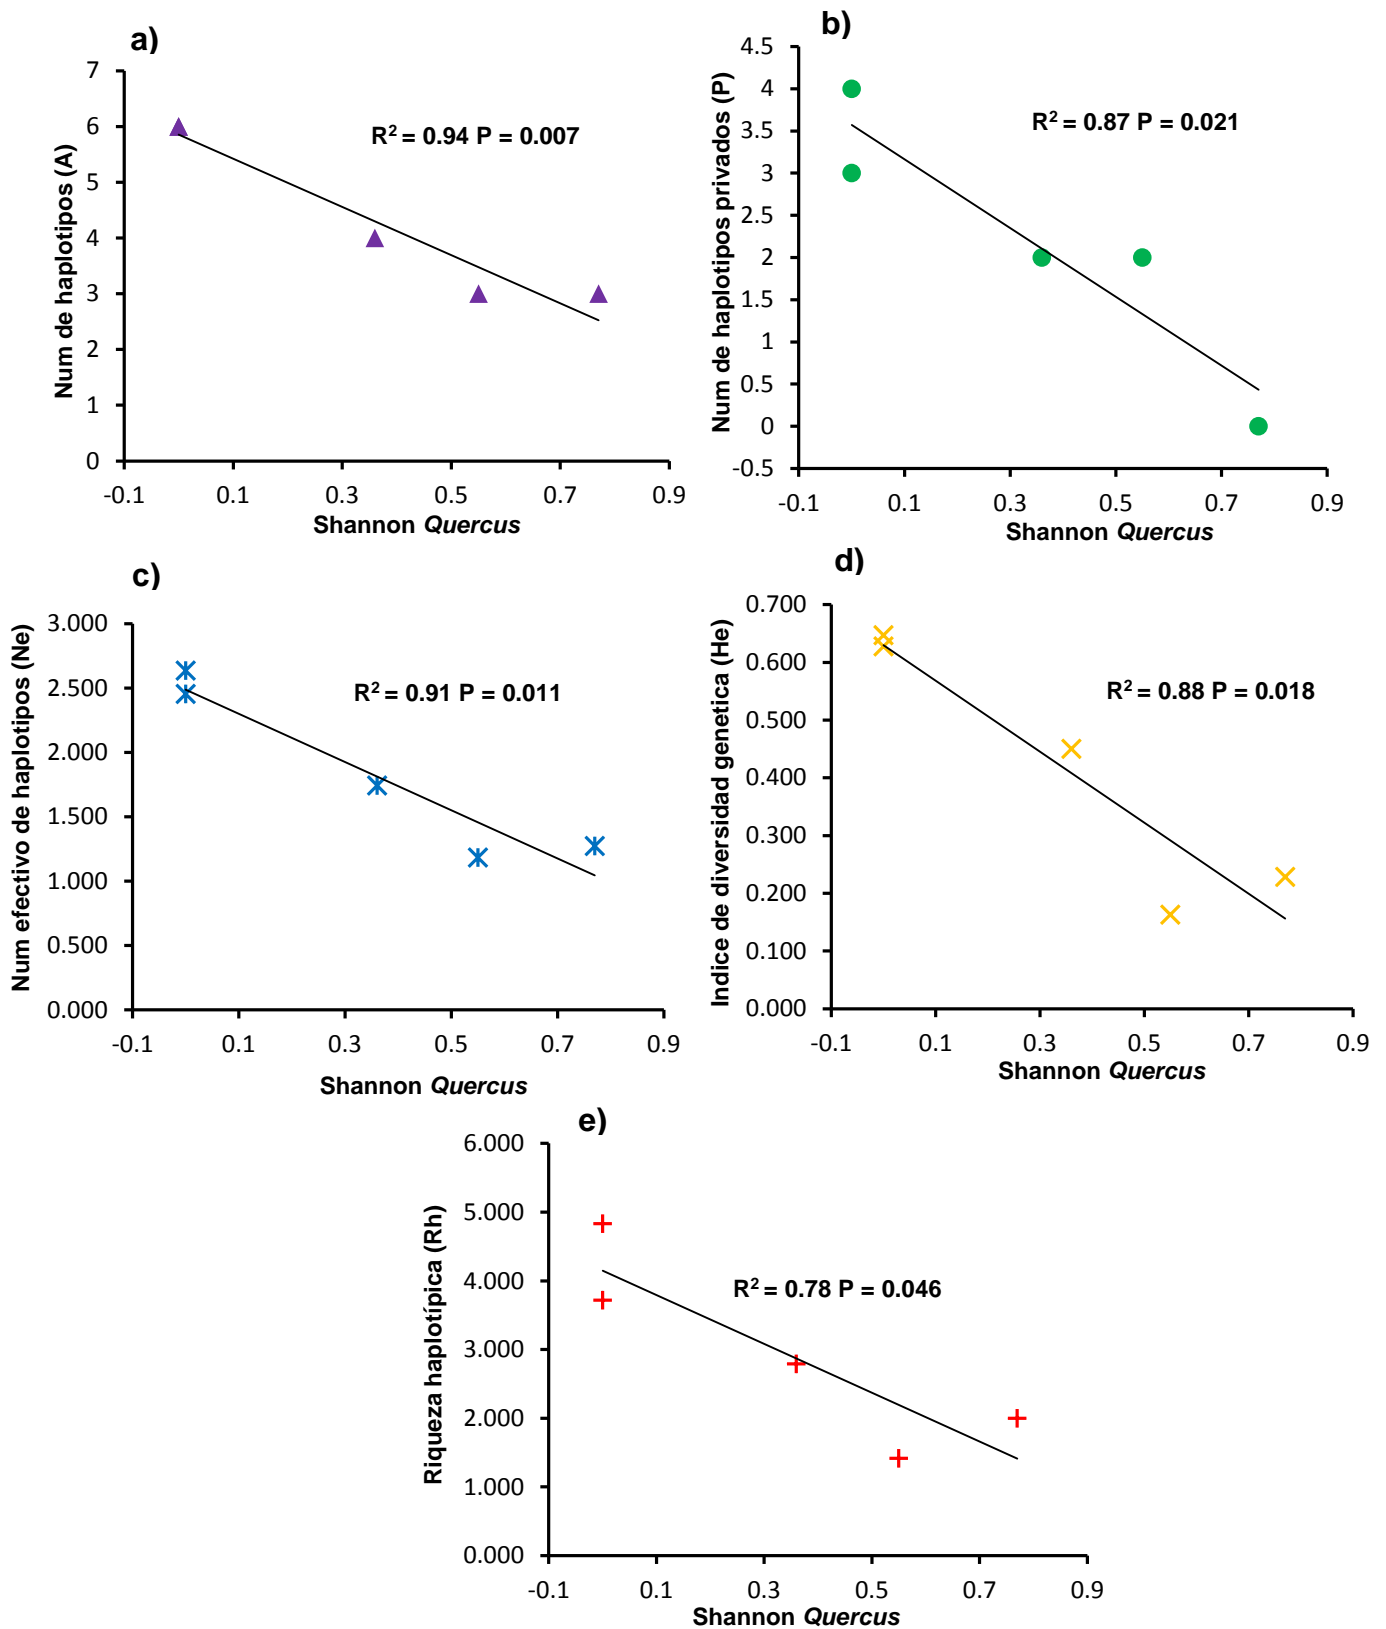 a)
7
6
5
4
3
2
1
0
Num de haplotipos (A)
R² = 0.94 P = 0.007
-0.1 0.1 0.3 0.5 0.7 0.9
Shannon Quercus
b)
4.5
4
3.5
3
2.5
2
1.5
1
0.5
0
-0.5
Num de haplotipos privados (P)
R² = 0.87 P = 0.021
-0.1 0.1 0.3 0.5 0.7 0.9
Shannon Quercus
c)
3.000
2.500
2.000
1.500
1.000
0.500
0.000
Num efectivo de haplotipos (Ne)
R² = 0.91 P = 0.011
-0.1 0.1 0.3 0.5 0.7 0.9
Shannon Quercus
d)
0.700
0.600
0.500
0.400
0.300
0.200
0.100
0.000
Indice de diversidad genetica (He)
R² = 0.88 P = 0.018
-0.1 0.1 0.3 0.5 0.7 0.9
Shannon Quercus
e)
6.000
5.000
4.000
3.000
2.000
1.000
0.000
Riqueza haplotípica (Rh)
R² = 0.78 P = 0.046
-0.1 0.1 0.3 0.5 0.7 0.9
Shannon Quercus